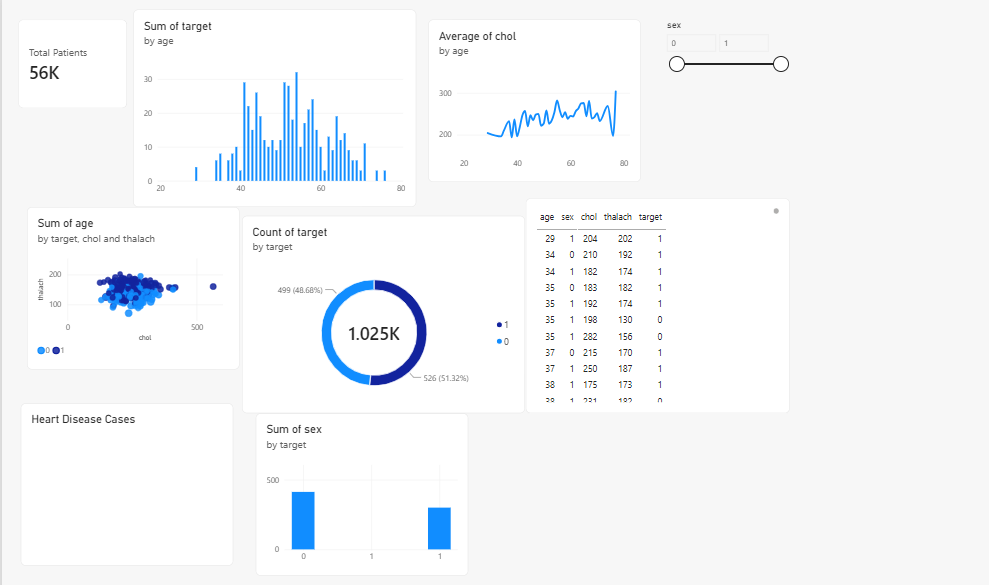 Total Patients
56K
Sum of target
by age
30
20
10
0
20 40 60 80
Average of chol
by age
300
200
20 40 60 80
sex
0 1
Sum of age
by target, chol and thalach
thalach
200
100
0 500
chol
0 1
Count of target
by target
499 (48.68%)
1.025K
526 (51.32%)
1
0
age sex chol thalach target
29 1 204 202 1
34 0 210 192 1
34 1 182 174 1
35 0 183 182 1
35 1 192 174 1
35 1 198 130 0
35 1 282 156 0
37 0 215 170 1
37 1 250 187 1
38 1 175 173 1
38 1 231 182 0
Heart Disease Cases
Sum of sex
by target
500
0
0 1 1